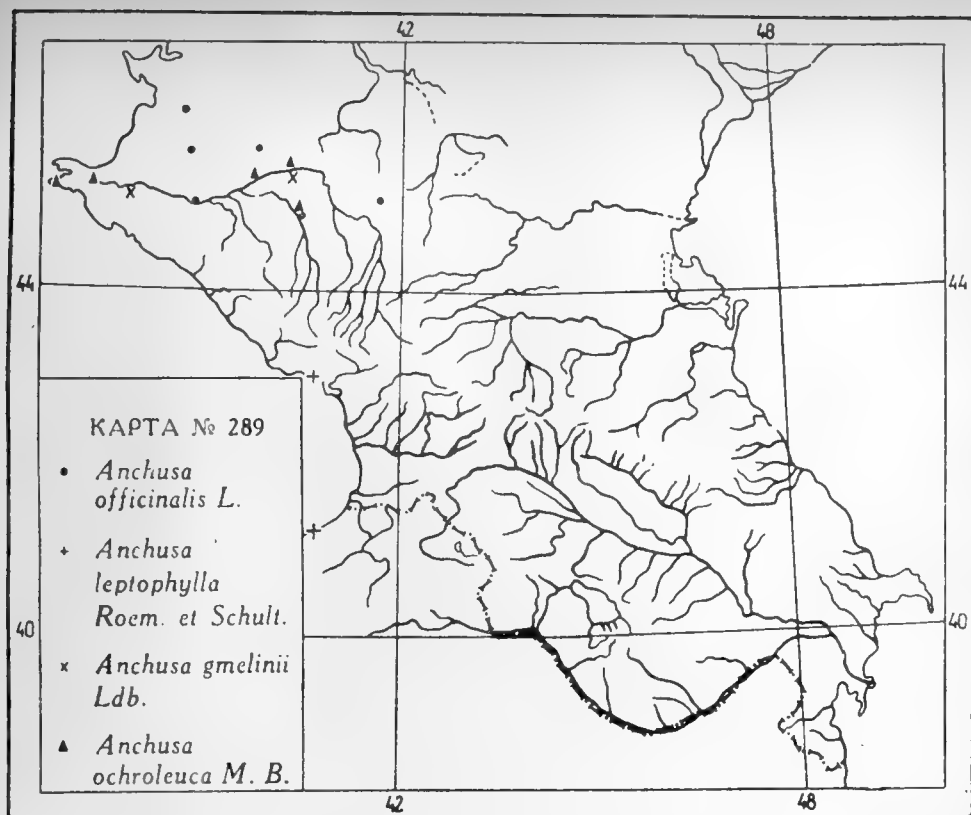 42 48
44 44
КАРТА № 289
• Anchusa
officinalis L.
+ Anchusa
leptophylla
Roem. et Schult.
40 40
× Anchusa gmelinii
Ldb.
▲ Anchusa
ochroleuca M. B.
42 48